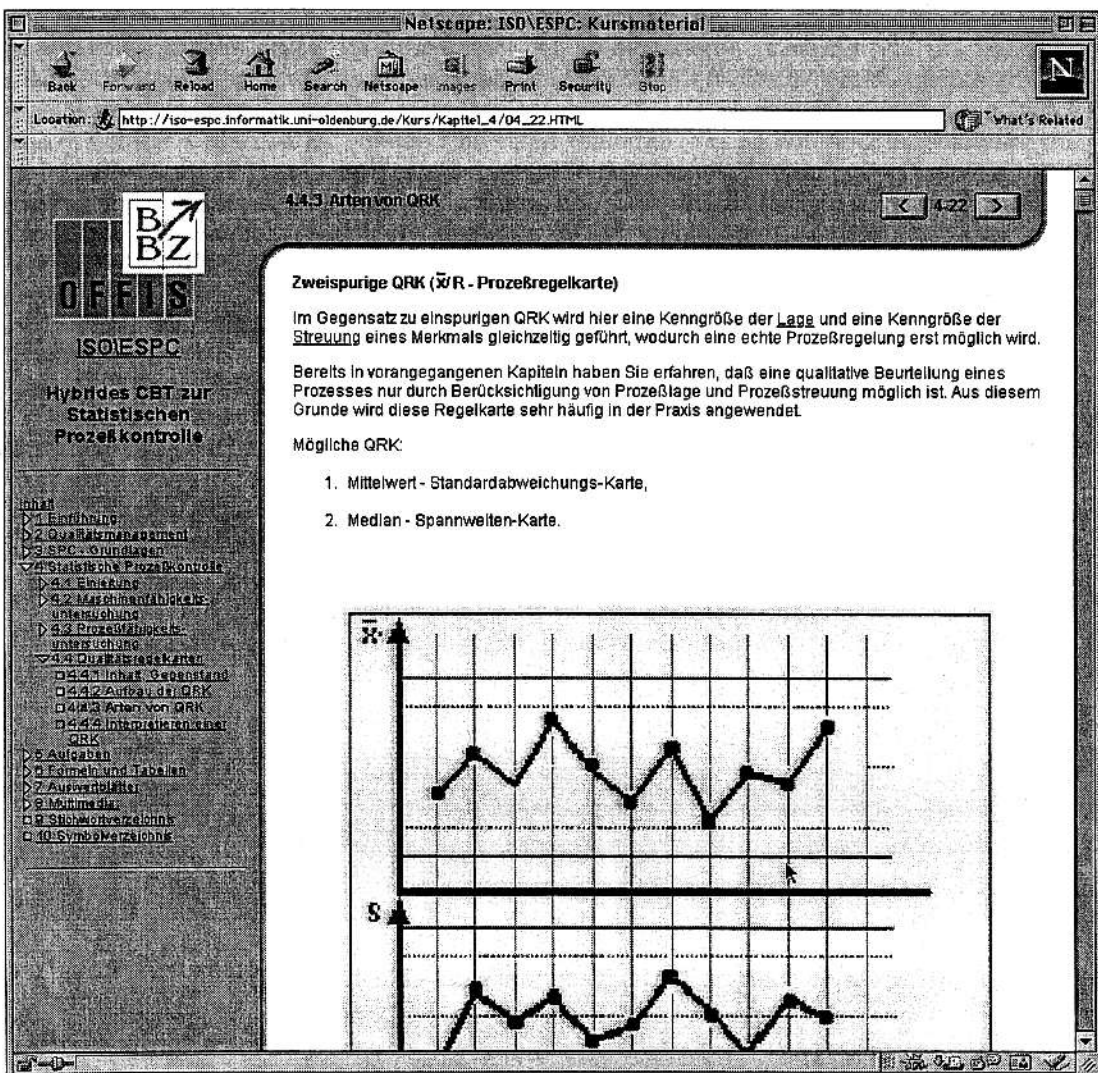 Netscape: ISO\ESPC: Kursmaterial
Back Forward Reload Home Search Netscape Images Print Security Stop
N
Location: http://iso-espc.informatik.uni-oldenburg.de/Kurs/Kapitel_4/04_22.HTML What's Related
B
BZ
OFFIS
ISO\ESPC
Hybrides CBT zur
Statistischen
Prozeßkontrolle
Inhalt
1 Einführung
2 Qualitätsmanagement
3 SPC - Grundlagen
4 Statistische Prozeßkontrolle
4.1 Einleitung
4.2 Maschinenfähigkeits-
untersuchung
4.3 Prozeßfähigkeits-
untersuchung
4.4 Qualitätsregelkarten
4.4.1 Inhalt, Gegenstand
4.4.2 Aufbau der QRK
4.4.3 Arten von QRK
4.4.4 Interpretieren einer
QRK
5 Aufgaben
6 Formeln und Tabellen
7 Auswertblätter
8 Multimedia
9 Stichwortverzeichnis
10 Symbolverzeichnis
4.4.3 Arten von QRK
< 4-22 >
Zweispurige QRK (x̅/R - Prozeßregelkarte)
Im Gegensatz zu einspurigen QRK wird hier eine Kenngröße der Lage und eine Kenngröße der
Streuung eines Merkmals gleichzeitig geführt, wodurch eine echte Prozeßregelung erst möglich wird.
Bereits in vorangegangenen Kapiteln haben Sie erfahren, daß eine qualitative Beurteilung eines
Prozesses nur durch Berücksichtigung von Prozeßlage und Prozeßstreuung möglich ist. Aus diesem
Grunde wird diese Regelkarte sehr häufig in der Praxis angewendet.
Mögliche QRK:
1. Mittelwert - Standardabweichungs-Karte,
2. Median - Spannweiten-Karte.
x̅
S